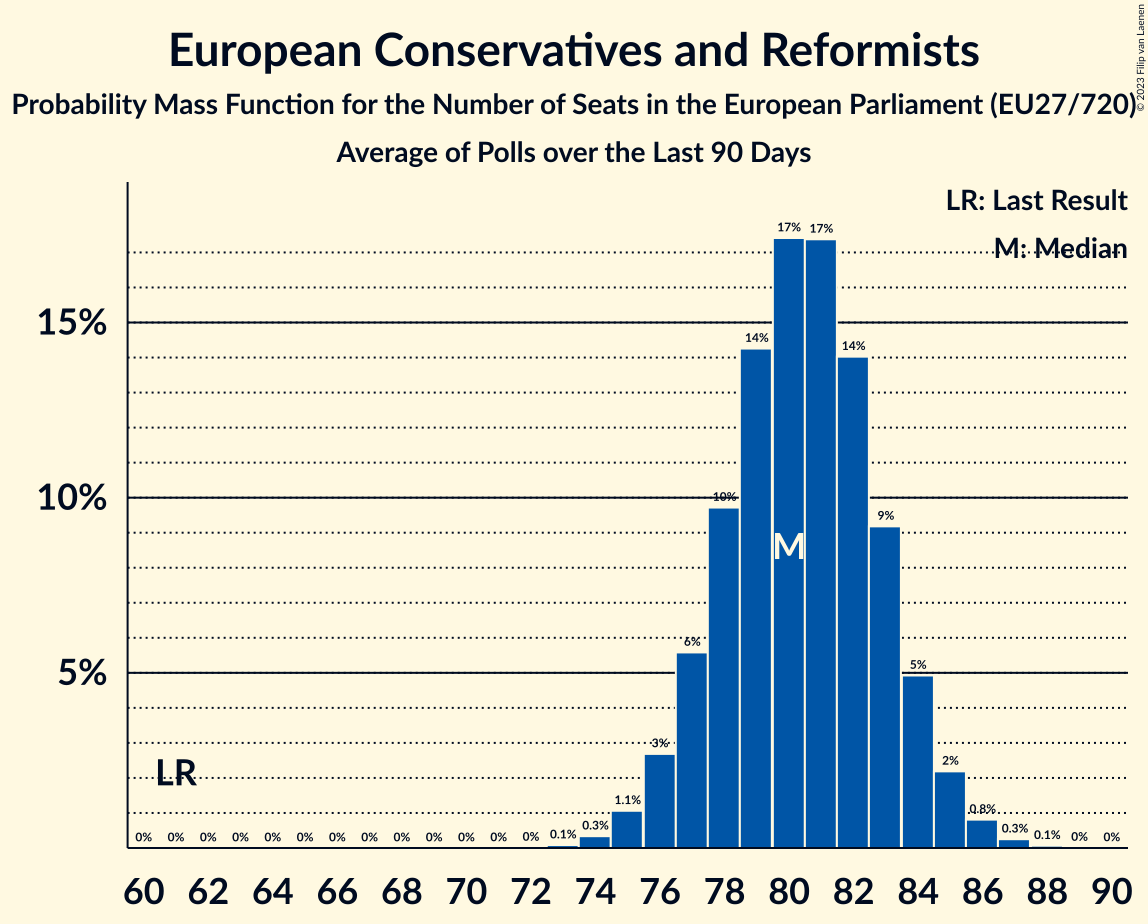 European Conservatives and Reformists
Probability Mass Function for the Number of Seats in the European Parliament (EU27/720)
Average of Polls over the Last 90 Days
© 2023 Filip van Laenen
LR: Last Result
M: Median
17% 17%
15%
14% 14%
10%
10%
9%
M
6%
5%
5%
3%
2%
LR
1.1%
0.8%
0.3% 0.3%
0% 0% 0% 0% 0% 0% 0% 0% 0% 0% 0% 0% 0% 0.1% 0.1% 0% 0%
60 62 64 66 68 70 72 74 76 78 80 82 84 86 88 90